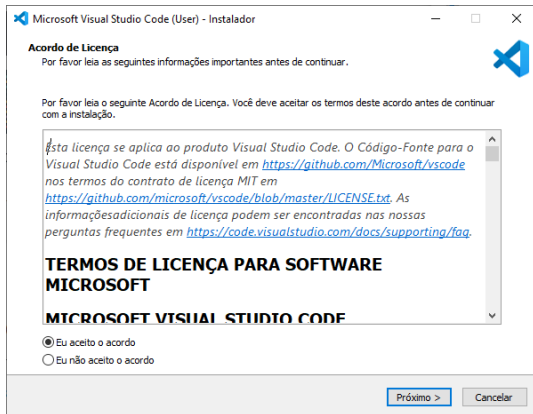 Microsoft Visual Studio Code (User) - Instalador
Acordo de Licença
Por favor leia as seguintes informações importantes antes de continuar.
Por favor leia o seguinte Acordo de Licença. Você deve aceitar os termos deste acordo antes de continuar
com a instalação.
Esta licença se aplica ao produto Visual Studio Code. O Código-Fonte para o
Visual Studio Code está disponível em https://github.com/Microsoft/vscode
nos termos do contrato de licença MIT em
https://github.com/microsoft/vscode/blob/master/LICENSE.txt. As
informaçõesadicionais de licença podem ser encontradas nas nossas
perguntas frequentes em https://code.visualstudio.com/docs/supporting/faq.
TERMOS DE LICENÇA PARA SOFTWARE
MICROSOFT
MICROSOFT VISUAL STUDIO CODE
Eu aceito o acordo
Eu não aceito o acordo
Próximo >
Cancelar